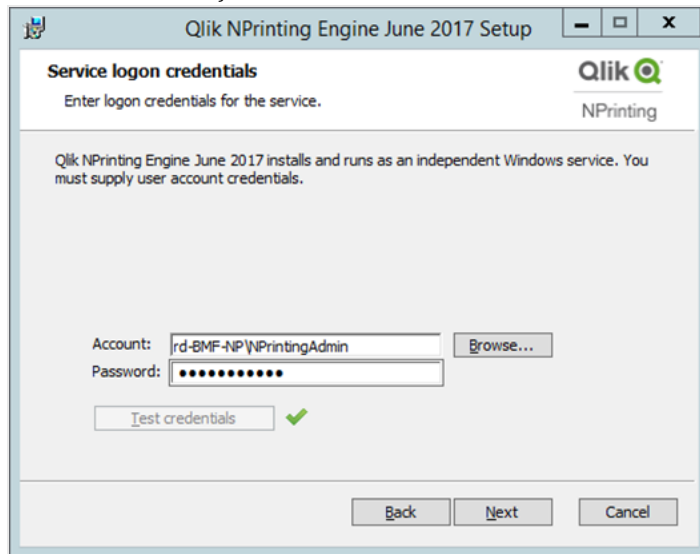 Qlik NPrinting Engine June 2017 Setup
Service logon credentials
Enter logon credentials for the service.
Qlik
NPrinting
Qlik NPrinting Engine June 2017 installs and runs as an independent Windows service. You
must supply user account credentials.
Account: rd-BMF-NP\NPrintingAdmin Browse...
Password: ●●●●●●●●●●●
Test credentials
Back Next Cancel